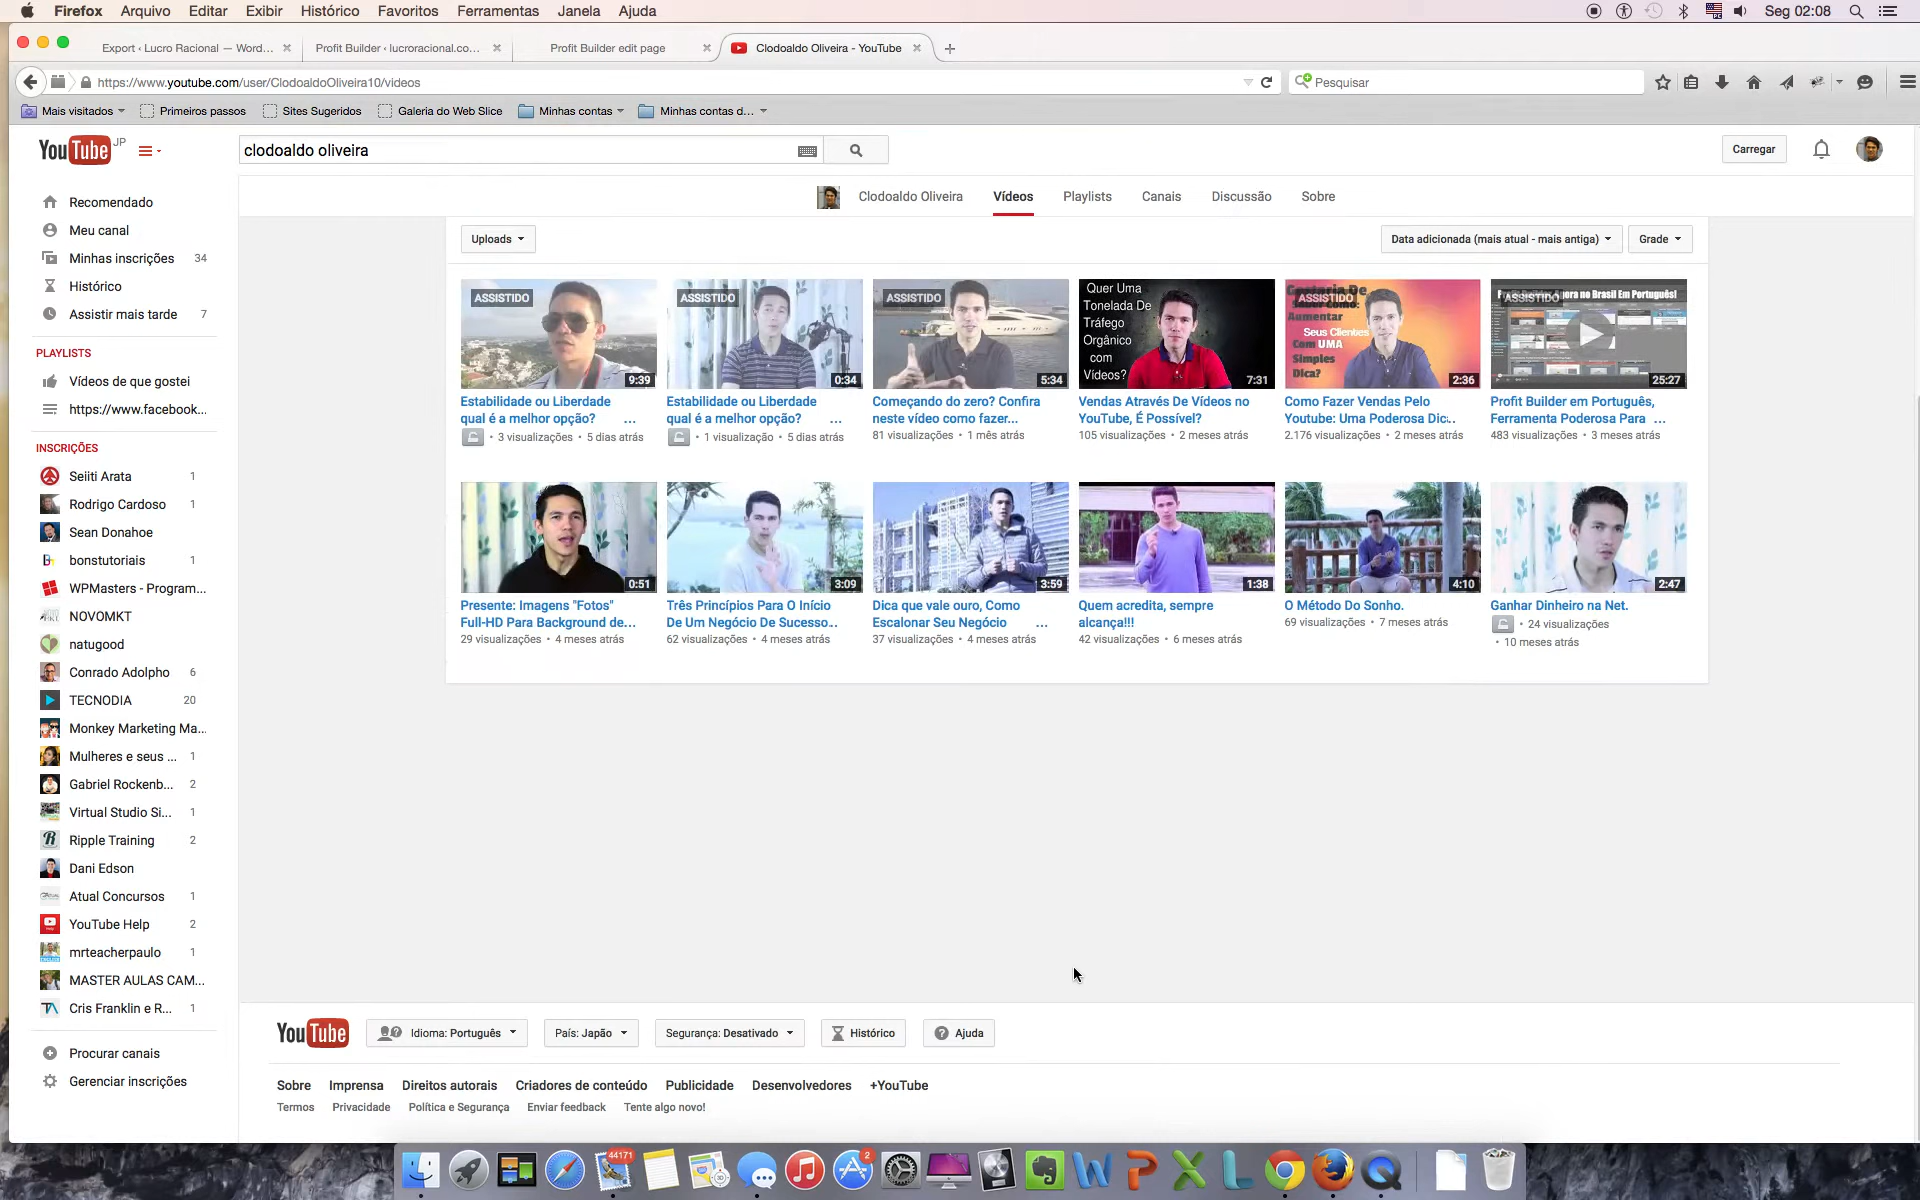 Firefox Arquivo Editar Exibir Histórico Favoritos Ferramentas Janela Ajuda Seg 02:08
Export ‹ Lucro Racional — Word... Profit Builder ‹ lucroracional.co... Profit Builder edit page Clodoaldo Oliveira - YouTube
https://www.youtube.com/user/ClodoaldoOliveira10/videos Pesquisar
Mais visitados Primeiros passos Sites Sugeridos Galeria do Web Slice Minhas contas Minhas contas d...
YouTube JP clodoaldo oliveira Carregar
Clodoaldo Oliveira Vídeos Playlists Canais Discussão Sobre
Uploads Data adicionada (mais atual - mais antiga) Grade
Recomendado
Meu canal
Minhas inscrições 34
Histórico
Assistir mais tarde 7
PLAYLISTS
Vídeos de que gostei
https://www.facebook...
INSCRIÇÕES
Seiiti Arata 1
Rodrigo Cardoso 1
Sean Donahoe
bonstutoriais 1
WPMasters - Program...
NOVOMKT
natugood
Conrado Adolpho 6
TECNODIA 20
Monkey Marketing Ma...
Mulheres e seus ... 1
Gabriel Rockenb... 2
Virtual Studio Si... 1
Ripple Training 2
Dani Edson
Atual Concursos 1
YouTube Help 2
mrteacherpaulo 1
MASTER AULAS CAM...
Cris Franklin e R... 1
Procurar canais
Gerenciar inscrições
ASSISTIDO
9:39
Estabilidade ou Liberdade
qual é a melhor opção? ...
• 3 visualizações • 5 dias atrás
ASSISTIDO
0:34
Estabilidade ou Liberdade
qual é a melhor opção? ...
• 1 visualização • 5 dias atrás
ASSISTIDO
5:34
Começando do zero? Confira
neste vídeo como fazer...
81 visualizações • 1 mês atrás
Quer Uma
Tonelada De
Tráfego
Orgânico
com
Vídeos?
7:31
Vendas Através De Vídeos no
YouTube, É Possível?
105 visualizações • 2 meses atrás
ASSISTIDO
Aumentar
Seus Clientes
Com UMA
Simples
Dica?
2:36
Como Fazer Vendas Pelo
Youtube: Uma Poderosa Dic...
2.176 visualizações • 2 meses atrás
ASSISTIDO
no Brasil Em Português!
25:27
Profit Builder em Português,
Ferramenta Poderosa Para ...
483 visualizações • 3 meses atrás
0:51
Presente: Imagens "Fotos"
Full-HD Para Background de...
29 visualizações • 4 meses atrás
3:09
Três Princípios Para O Início
De Um Negócio De Sucesso...
62 visualizações • 4 meses atrás
3:59
Dica que vale ouro, Como
Escalonar Seu Negócio ...
37 visualizações • 4 meses atrás
1:38
Quem acredita, sempre
alcança!!!
42 visualizações • 6 meses atrás
4:10
O Método Do Sonho.
69 visualizações • 7 meses atrás
2:47
Ganhar Dinheiro na Net.
• 24 visualizações
• 10 meses atrás
YouTube Idioma: Português País: Japão Segurança: Desativado Histórico Ajuda
Sobre Imprensa Direitos autorais Criadores de conteúdo Publicidade Desenvolvedores +YouTube
Termos Privacidade Política e Segurança Enviar feedback Tente algo novo!
44171 2